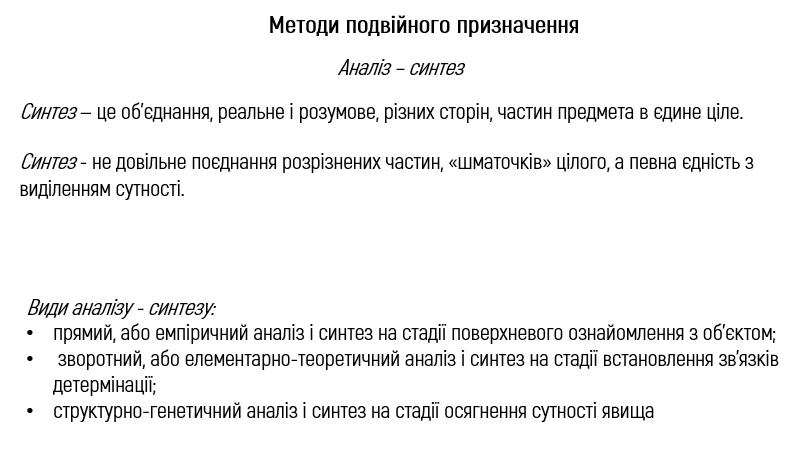 Методи подвійного призначення
Аналіз – синтез
Синтез – це об'єднання, реальне і розумове, різних сторін, частин предмета в єдине ціле.
Синтез - не довільне поєднання розрізнених частин, «шматочків» цілого, а певна єдність з
виділенням сутності.
Види аналізу - синтезу:
• прямий, або емпіричний аналіз і синтез на стадії поверхневого ознайомлення з об'єктом;
• зворотний, або елементарно-теоретичний аналіз і синтез на стадії встановлення зв'язків
детермінації;
• структурно-генетичний аналіз і синтез на стадії осягнення сутності явища